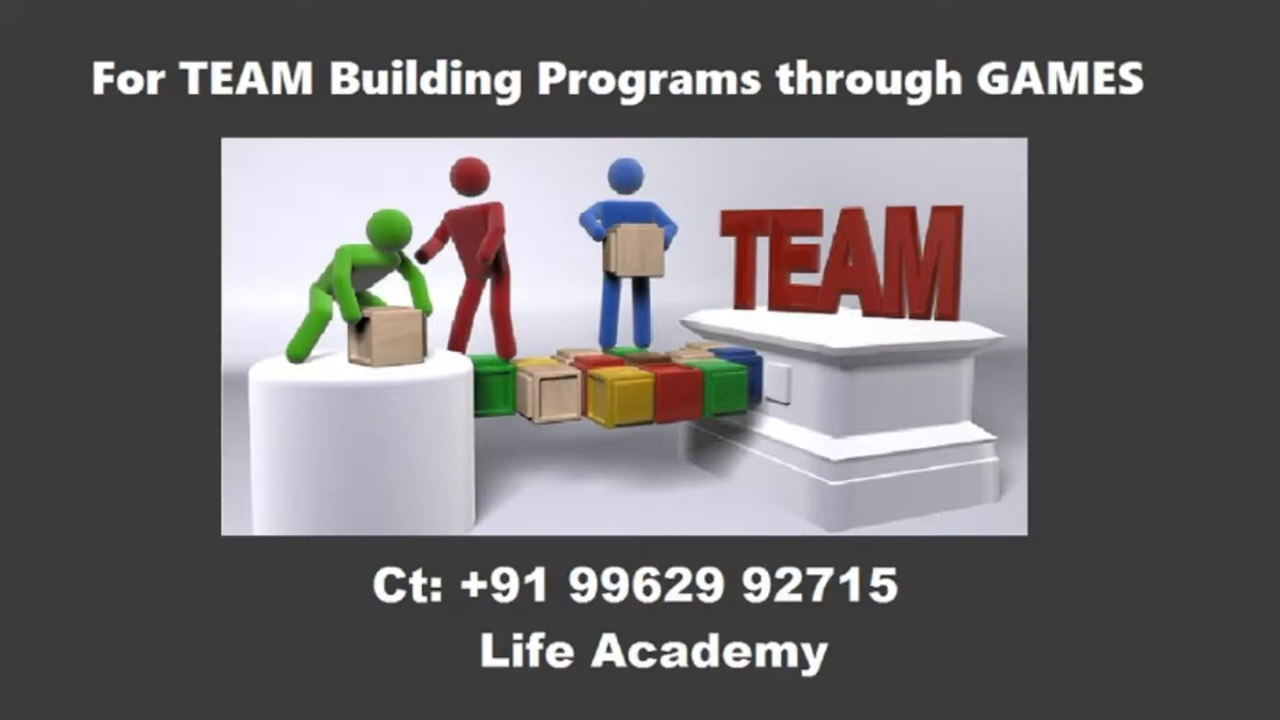 For TEAM Building Programs through GAMES
TEAM
Ct: +91 99629 92715
Life Academy